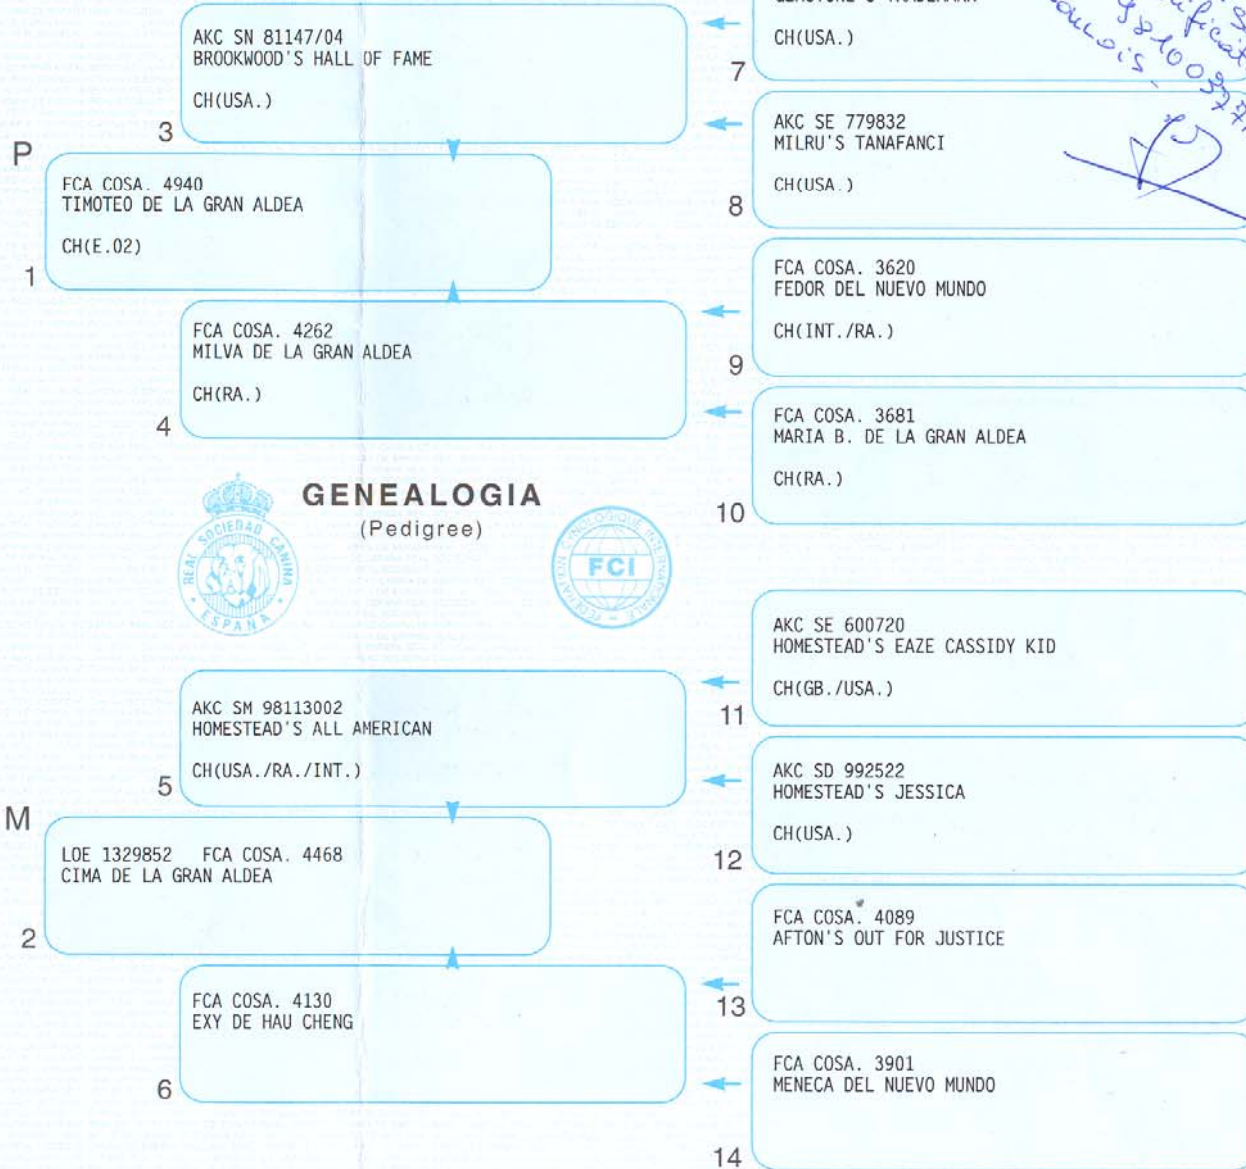 CH(USA.)
7
AKC SN 81147/04
BROOKWOOD'S HALL OF FAME
CH(USA.)
3
AKC SE 779832
MILRU'S TANAFANCI
CH(USA.)
8
P
FCA COSA. 4940
TIMOTEO DE LA GRAN ALDEA
CH(E.02)
1
FCA COSA. 3620
FEDOR DEL NUEVO MUNDO
CH(INT./RA.)
9
FCA COSA. 4262
MILVA DE LA GRAN ALDEA
CH(RA.)
4
FCA COSA. 3681
MARIA B. DE LA GRAN ALDEA
CH(RA.)
10
GENEALOGIA
(Pedigree)
REAL SOCIEDAD CANINA
ESPAÑA
FEDERATION CYNOLOGIQUE INTERNATIONALE
FCI
AKC SE 600720
HOMESTEAD'S EAZE CASSIDY KID
CH(GB./USA.)
11
AKC SM 98113002
HOMESTEAD'S ALL AMERICAN
CH(USA./RA./INT.)
5
AKC SD 992522
HOMESTEAD'S JESSICA
CH(USA.)
12
M
LOE 1329852 FCA COSA. 4468
CIMA DE LA GRAN ALDEA
2
FCA COSA. 4089
AFTON'S OUT FOR JUSTICE
13
FCA COSA. 4130
EXY DE HAU CHENG
6
FCA COSA. 3901
MENECA DEL NUEVO MUNDO
14